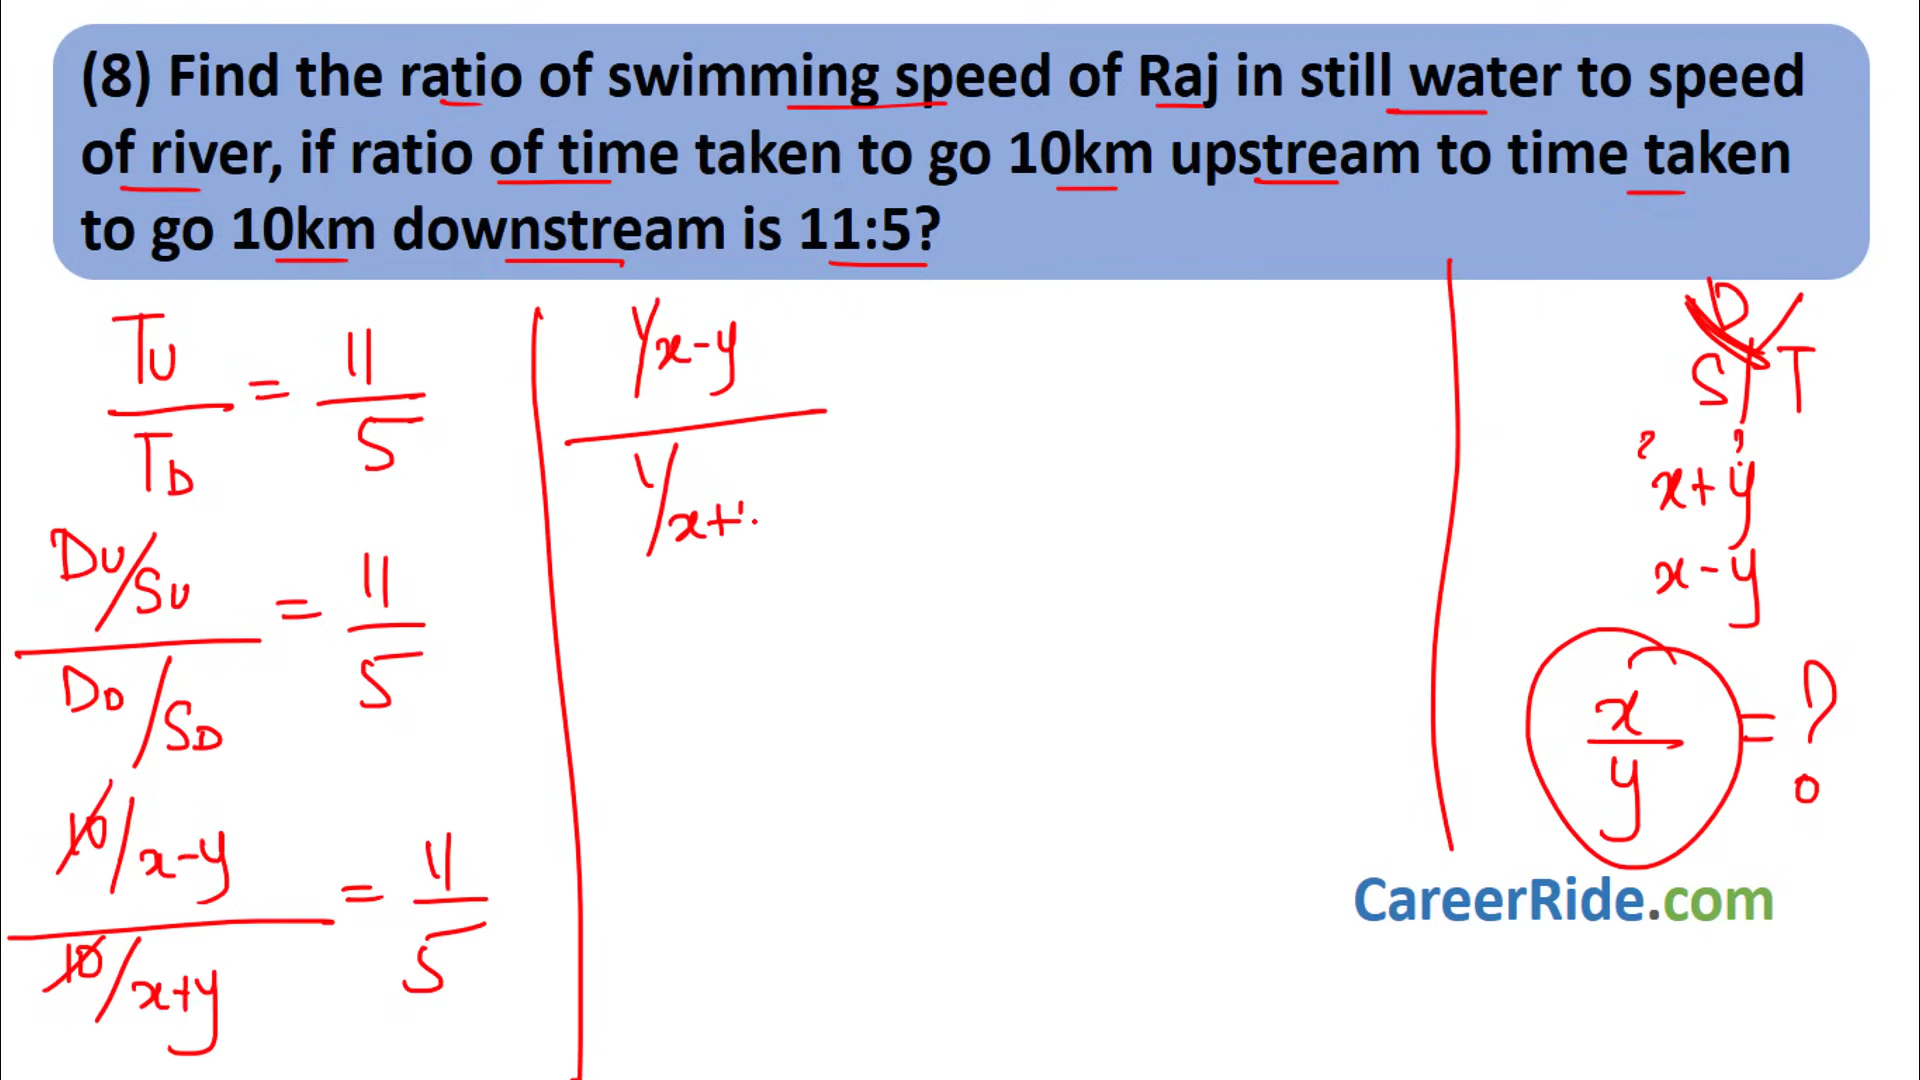 (8) Find the ratio of swimming speed of Raj in still water to speed
of river, if ratio of time taken to go 10km upstream to time taken
to go 10km downstream is 11:5?
TU / TD = 11 / 5
DU/SU
DD/SD
= 11 / 5
10/x-y
10/x+y
= 11 / 5
1/x-y
1/x+
D
S T
? ?
x+y
x-y
x / y = ?
CareerRide.com